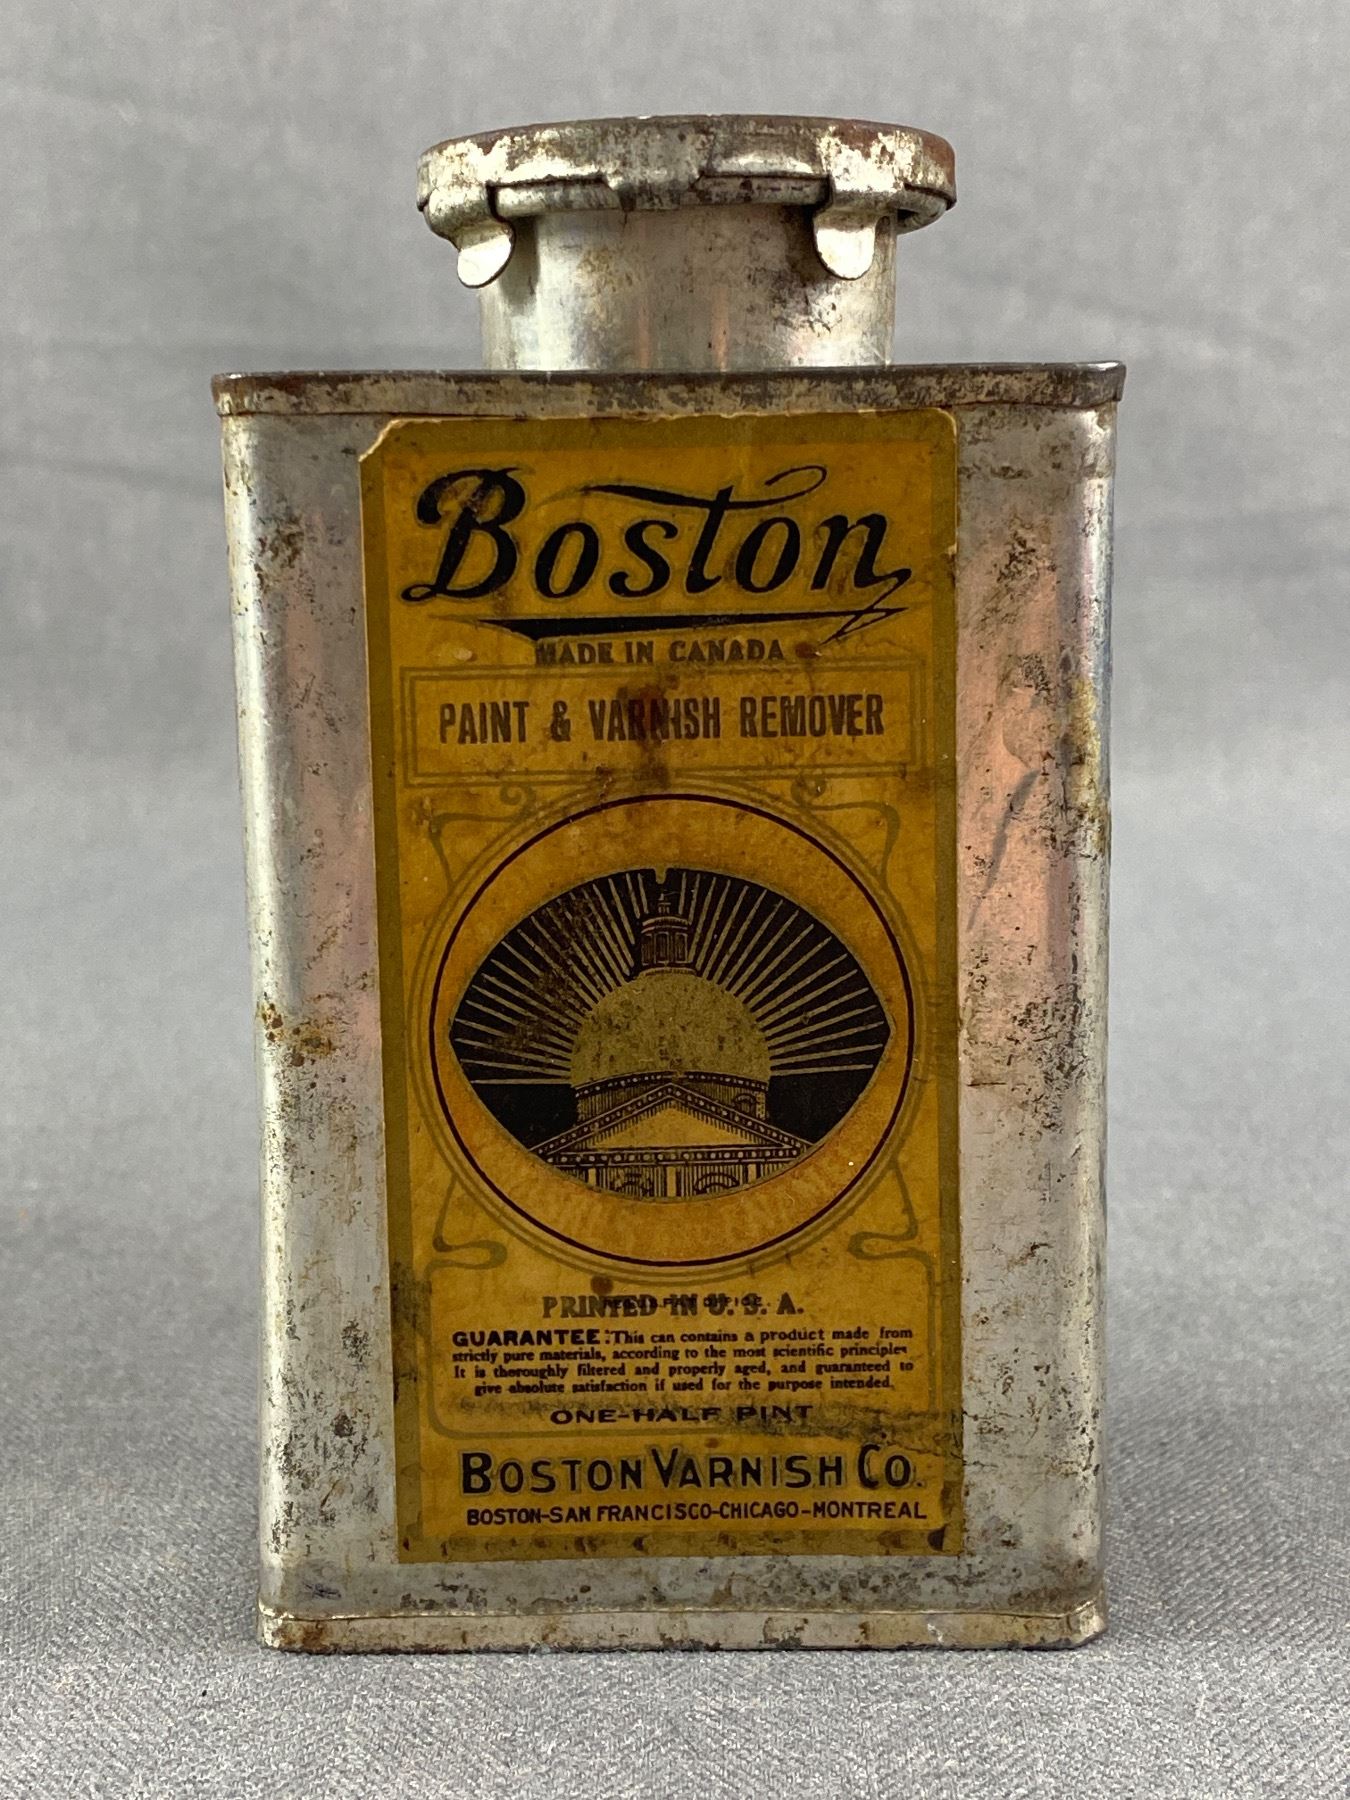 Boston
MADE IN CANADA
PAINT & VARNISH REMOVER
PRINTED IN U. S. A.
GUARANTEE: This can contains a product made from
strictly pure materials, according to the most scientific principles
It is thoroughly filtered and properly aged, and guaranteed to
give absolute satisfaction if used for the purpose intended.
ONE-HALF PINT
BOSTON VARNISH CO.
BOSTON-SAN FRANCISCO-CHICAGO-MONTREAL